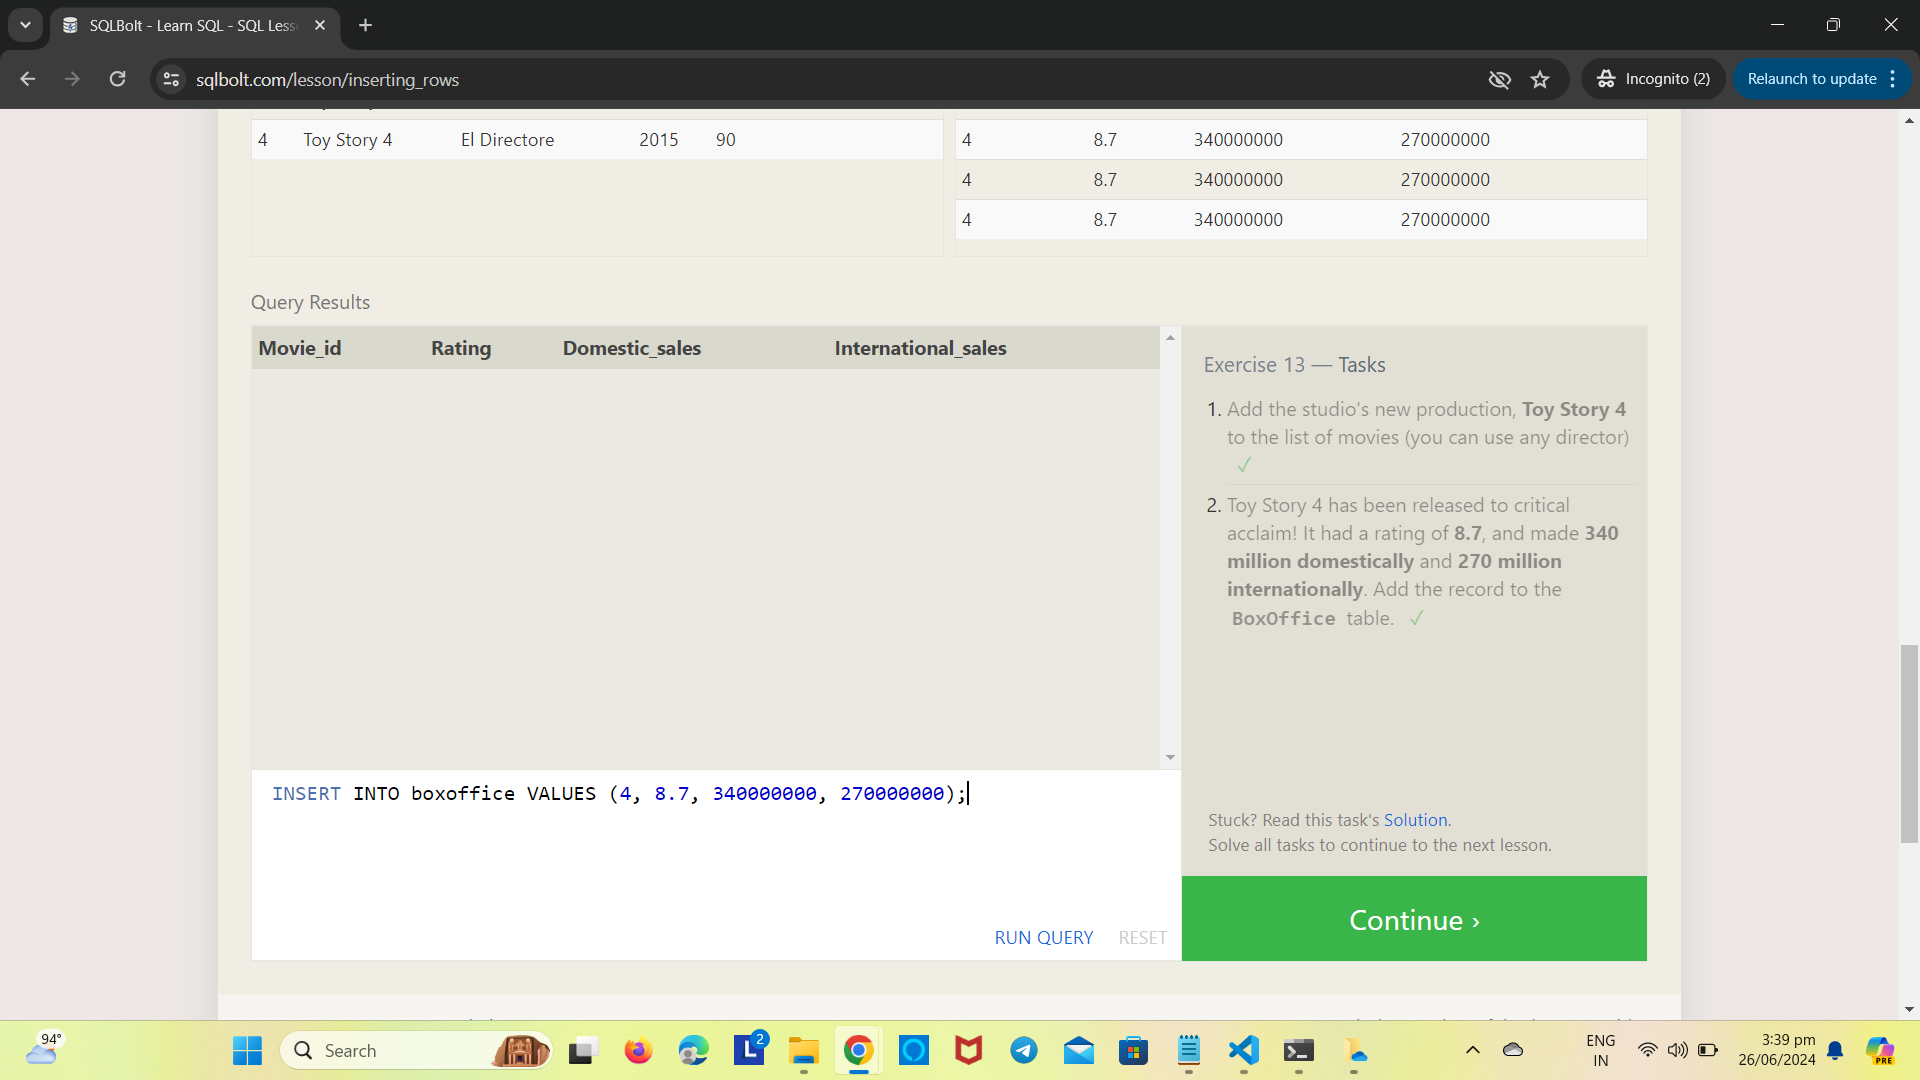 SQLBolt - Learn SQL - SQL Less
sqlbolt.com/lesson/inserting_rows
Incognito (2)
Relaunch to update
4 Toy Story 4 El Directore 2015 90
4 8.7 340000000 270000000
4 8.7 340000000 270000000
4 8.7 340000000 270000000
Query Results
Movie_id Rating Domestic_sales International_sales
Exercise 13 — Tasks
1. Add the studio's new production, Toy Story 4
to the list of movies (you can use any director)
✓
2. Toy Story 4 has been released to critical
acclaim! It had a rating of 8.7, and made 340
million domestically and 270 million
internationally. Add the record to the
BoxOffice table. ✓
INSERT INTO boxoffice VALUES (4, 8.7, 340000000, 270000000);
Stuck? Read this task's Solution.
Solve all tasks to continue to the next lesson.
RUN QUERY RESET
Continue ›
94°
Search
2
ENG
IN
3:39 pm
26/06/2024
PRE